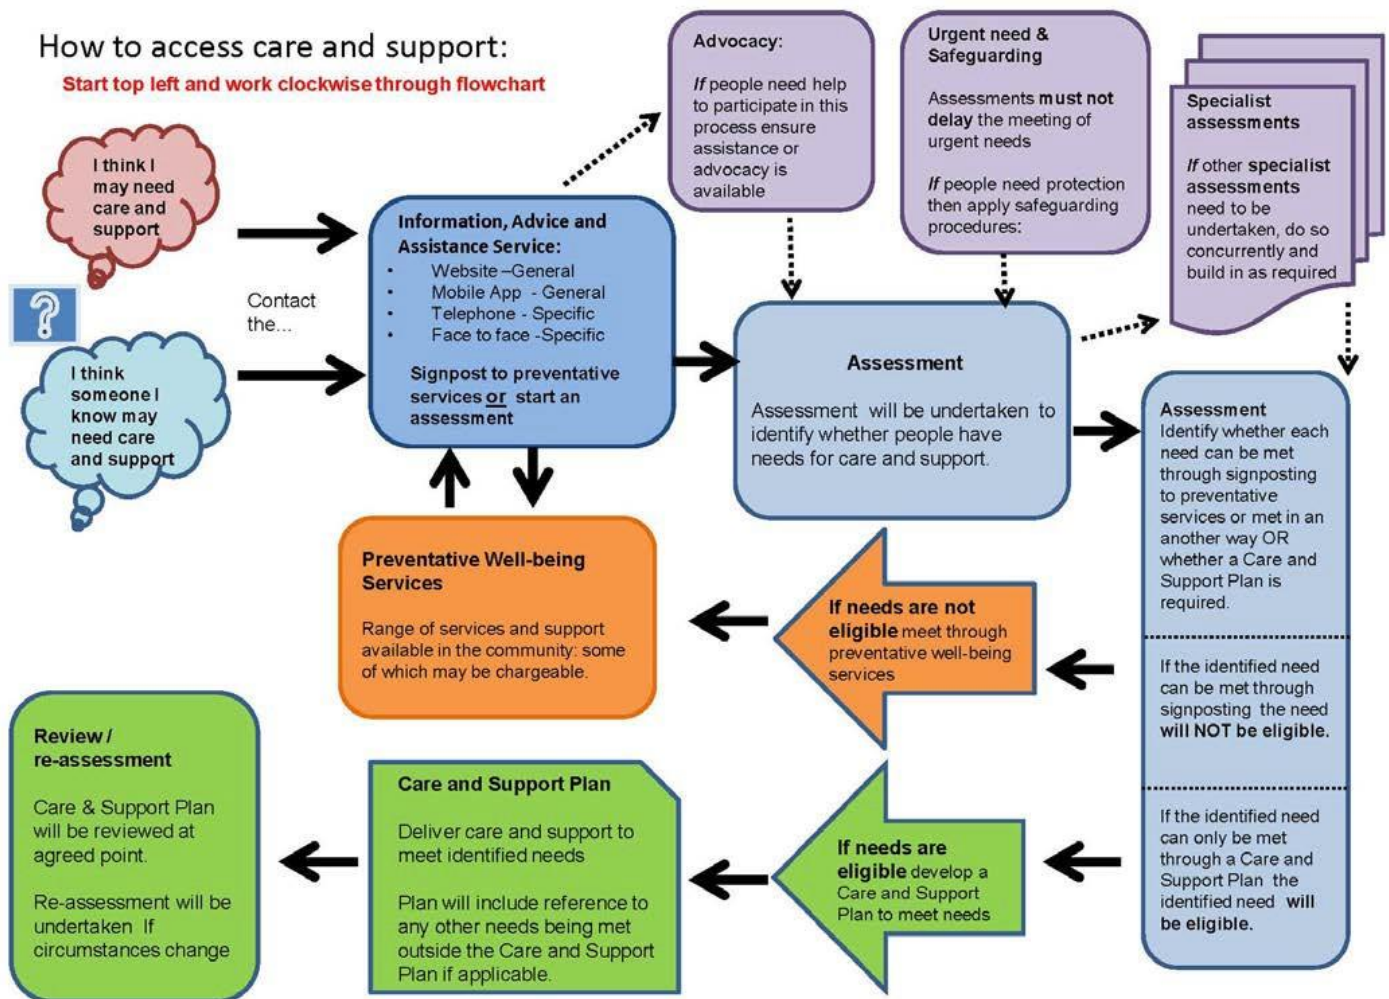 How to access care and support:
Start top left and work clockwise through flowchart
I think I
may need
care and
support
?
I think
someone I
know may
need care
and support
Contact
the...
Information, Advice and
Assistance Service:
• Website –General
• Mobile App - General
• Telephone - Specific
• Face to face -Specific
Signpost to preventative
services or start an
assessment
Advocacy:
If people need help
to participate in this
process ensure
assistance or
advocacy is
available
Urgent need &
Safeguarding
Assessments must not
delay the meeting of
urgent needs
If people need protection
then apply safeguarding
procedures:
Specialist
assessments
If other specialist
assessments
need to be
undertaken, do so
concurrently and
build in as required
Assessment
Assessment will be undertaken to
identify whether people have
needs for care and support.
Assessment
Identify whether each
need can be met
through signposting
to preventative
services or met in an
another way OR
whether a Care and
Support Plan is
required.
If the identified need
can be met through
signposting the need
will NOT be eligible.
If the identified need
can only be met
through a Care and
Support Plan the
identified need will
be eligible.
If needs are not
eligible meet through
preventative well-being
services
Preventative Well-being
Services
Range of services and support
available in the community: some
of which may be chargeable.
If needs are
eligible develop a
Care and Support
Plan to meet needs
Care and Support Plan
Deliver care and support to
meet identified needs
Plan will include reference to
any other needs being met
outside the Care and Support
Plan if applicable.
Review /
re-assessment
Care & Support Plan
will be reviewed at
agreed point.
Re-assessment will be
undertaken If
circumstances change